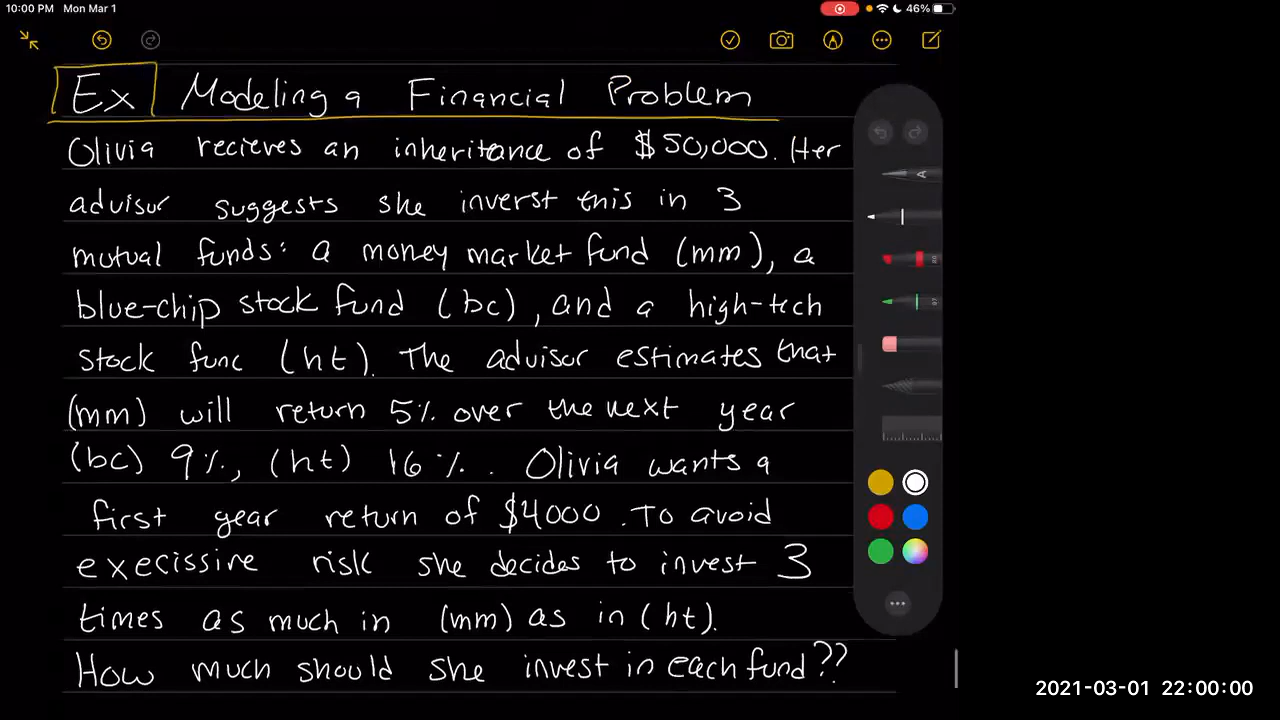 10:00 PM Mon Mar 1
46%
Ex Modeling a Financial Problem
Olivia recieves an inheritance of $50,000. Her
advisor suggests she inverst this in 3
mutual funds: a money market fund (mm), a
blue-chip stock fund (bc), and a high-tech
stock func (ht). The advisor estimates that
(mm) will return 5% over the next year
(bc) 9%, (ht) 16%. Olivia wants a
first year return of $4000. To avoid
execissive risk she decides to invest 3
times as much in (mm) as in (ht).
How much should she invest in each fund??
2021-03-01 22:00:00